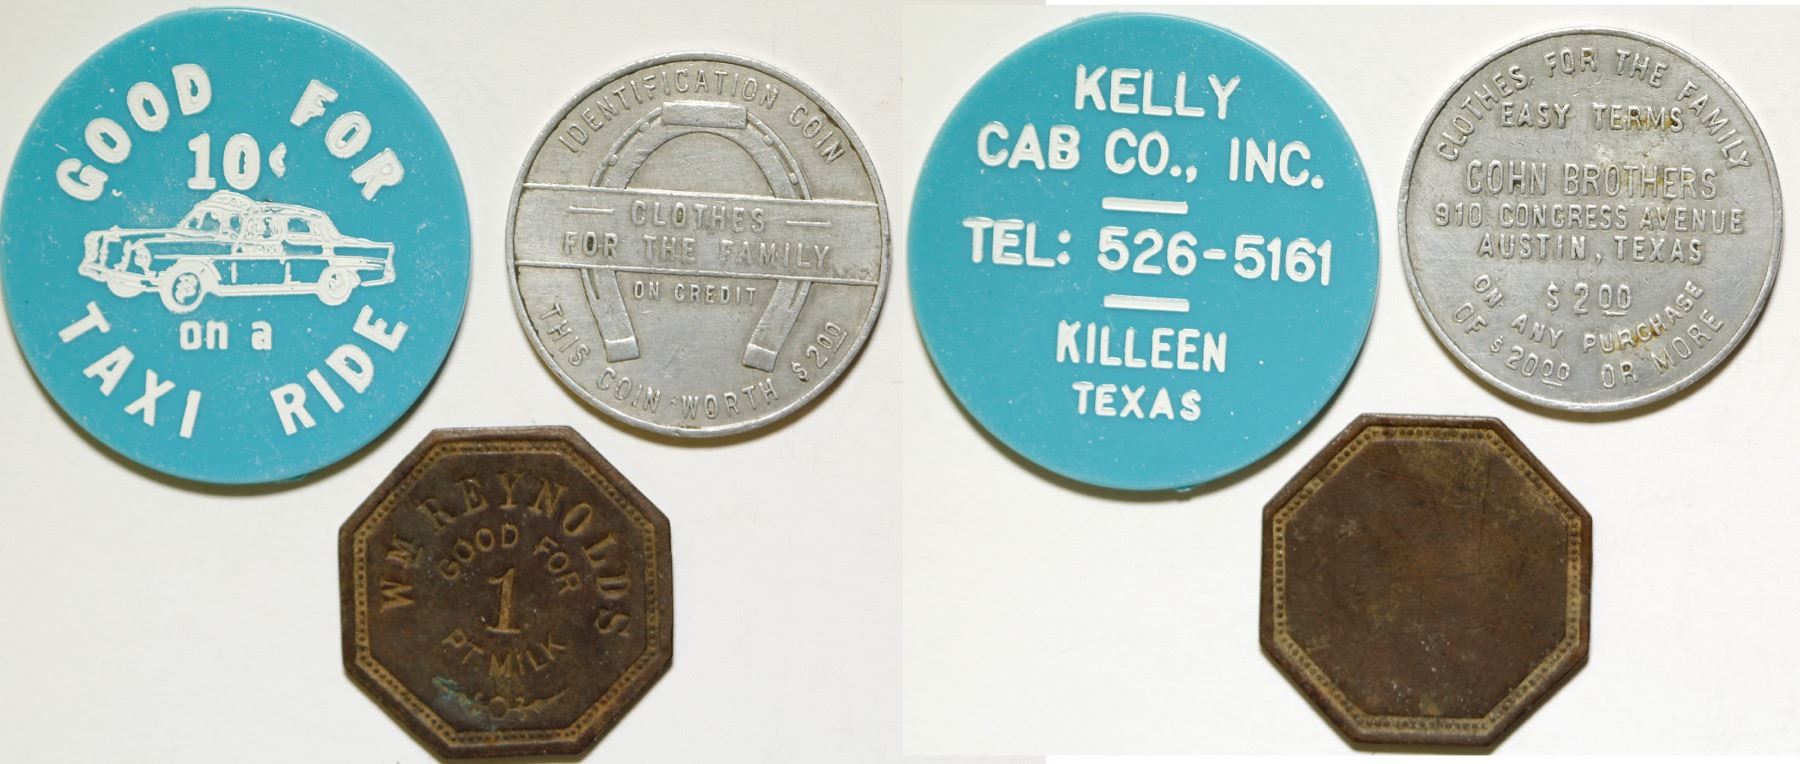 GOOD FOR
10¢
on a
TAXI RIDE
IDENTIFICATION COIN
CLOTHES
FOR THE FAMILY
ON CREDIT
THIS COIN WORTH $2.00
WM REYNOLDS
GOOD FOR
1
PT MILK
KELLY
CAB CO., INC.
TEL: 526-5161
KILLEEN
TEXAS
CLOTHES FOR THE FAMILY
EASY TERMS
COHN BROTHERS
910 CONGRESS AVENUE
AUSTIN, TEXAS
$200
ON ANY PURCHASE
OF $2000 OR MORE